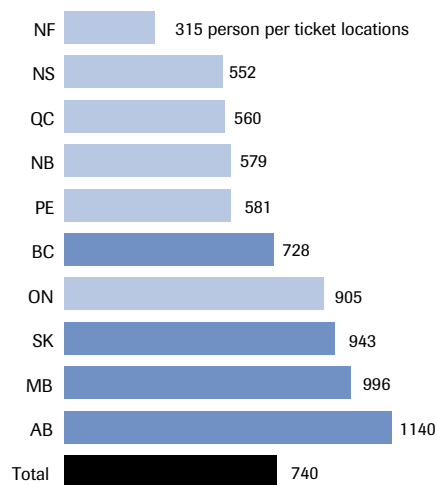 NF 315 person per ticket locations
NS 552
QC 560
NB 579
PE 581
BC 728
ON 905
SK 943
MB 996
AB 1140
Total 740